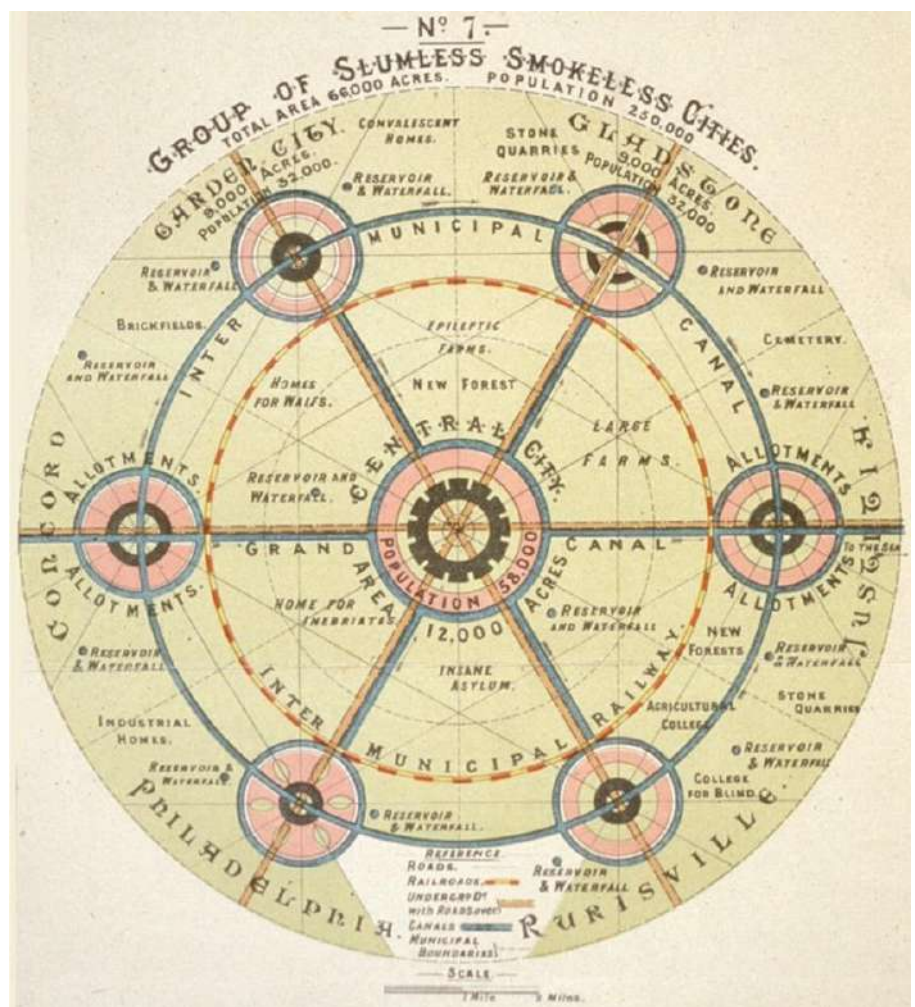 —Nº 7.—
GROUP OF SLUMLESS SMOKELESS CITIES.
TOTAL AREA 66,000 ACRES. POPULATION 250,000
GARDEN CITY.
9,000 ACRES.
POPULATION 32,000
CONVALESCENT
HOMES.
STONE
QUARRIES
GLADSTONE
9,000 ACRES.
POPULATION
32,000
RESERVOIR
& WATERFALL.
RESERVOIR &
WATERFALL.
INTER MUNICIPAL CANAL
RESERVOIR
& WATERFALL
RESERVOIR
AND WATERFALL
BRICKFIELDS.
EPILEPTIC
FARMS.
CEMETERY.
RESERVOIR
AND WATERFALL
HOMES
FOR WAIFS.
NEW FOREST
RESERVOIR
& WATERFALL
LARGE
FARMS.
CENTRAL CITY.
CONCORD
ALLOTMENTS.
RESERVOIR AND
WATERFALL.
ALLOTMENTS
GRAND CANAL
TO THE SEA
POPULATION 58,000
AREA 12,000 ACRES
ALLOTMENTS.
ALLOTMENTS
HOME FOR
INEBRIATES.
RESERVOIR
AND WATERFALL
RESERVOIR
& WATERFALL
NEW
FORESTS
RESERVOIR
& WATERFALL
INSANE
ASYLUM.
STONE
QUARRIES
INTER MUNICIPAL RAILWAY.
AGRICULTURAL
COLLEGE
INDUSTRIAL
HOMES.
RESERVOIR
& WATERFALL
RESERVOIR &
WATERFALL.
COLLEGE
FOR BLIND.
RESERVOIR
& WATERFALL.
PHILADELPHIA.
RURISVILLE.
REFERENCE
ROADS.
RAILROADS.
UNDERGRD Do
WITH ROADS OVER
CANALS
MUNICIPAL
BOUNDARIES
RESERVOIR
& WATERFALL
SCALE
1 MILE 2 MILES.